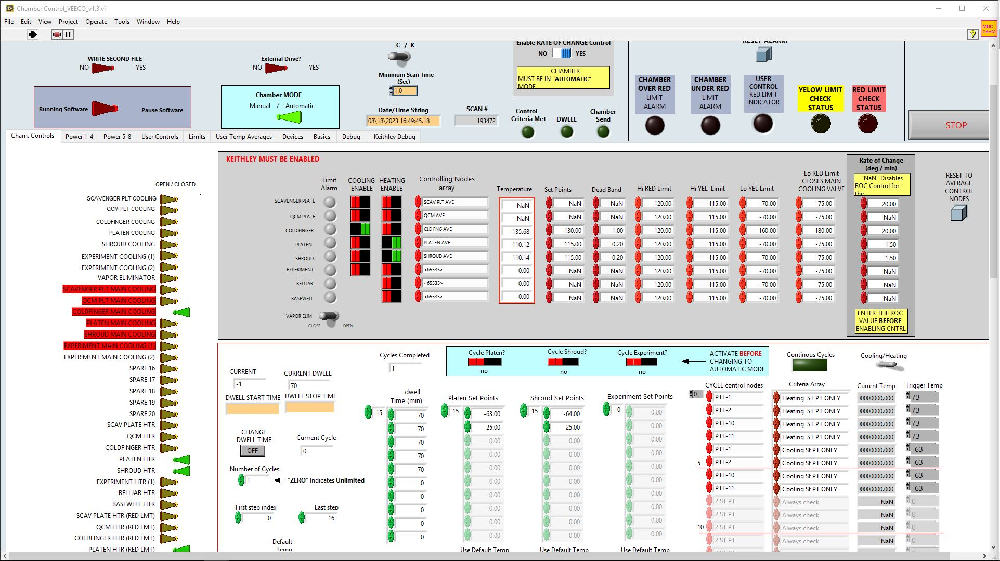 Chamber Control_VEECO_v1.3.vi
File Edit View Project Operate Tools Window Help
MDC
CHAM
WRITE SECOND FILE
NO YES
External Drive?
NO YES
C / K
Minimum Scan Time
(Sec)
1.0
Enable RATE OF CHANGE Control
NO YES
CHAMBER
MUST BE IN "AUTOMATIC"
MODE
RESET ALARM
Running Software Pause Software
Chamber MODE
Manual / Automatic
Date/Time String
08\18\2023 16:49:45.18
SCAN #
193472
Control
Criteria Met
DWELL
Chamber
Send
CHAMBER
OVER RED
LIMIT
ALARM
CHAMBER
UNDER RED
LIMIT
ALARM
USER
CONTROL
RED LIMIT
INDICATOR
YELOW LIMIT
CHECK
STATUS
RED LIMIT
CHECK
STATUS
STOP
Cham. Controls Power 1-4 Power 5-8 User Controls Limits User Temp Averages Devices Basics Debug Keithley Debug
OPEN / CLOSED
SCAVENGER PLT COOLING
QCM PLT COOLING
COLDFINGER COOLING
PLATEN COOLING
SHROUD COOLING
EXPERIMENT COOLING (1)
EXPERIMENT COOLING (2)
VAPOR ELIMINATOR
SCAVENGER PLT MAIN COOLING
QCM PLT MAIN COOLING
COLDFINGER MAIN COOLING
PLATEN MAIN COOLING
SHROUD MAIN COOLING
EXPERIMENT MAIN COOLING (1)
EXPERIMENT MAIN COOLING (2)
SPARE 16
SPARE 17
SPARE 18
SPARE 19
SPARE 20
SCAV PLATE HTR
QCM HTR
COLDFINGER HTR
PLATEN HTR
SHROUD HTR
EXPERIMENT HTR (1)
BELLJAR HTR
BASEWELL HTR
SCAV PLATE HTR (RED LMT)
QCM HTR (RED LMT)
COLDFINGER HTR (RED LMT)
PLATEN HTR (RED LMT)
KEITHLEY MUST BE ENABLED
Limit
Alarm
COOLING
ENABLE
HEATING
ENABLE
Controlling Nodes
array
Temperature
Set Points
Dead Band
Hi RED Limit
Hi YEL Limit
Lo YEL Limit
Lo RED Limit
CLOSES MAIN
COOLING VALVE
Rate of Change
(deg / min)
"NaN" Disables
ROC Control for
the
SCAVENGER PLATE SCAV PLT AVE NaN NaN NaN 120.00 115.00 -70.00 -75.00 20.00
QCM PLATE QCM AVE NaN NaN NaN 120.00 115.00 -70.00 -75.00 NaN
COLD FINGER CLD FNG AVE -135.68 -130.00 1.00 120.00 115.00 -160.00 -180.00 20.00
PLATEN PLATEN AVE 110.12 115.00 0.20 120.00 115.00 -70.00 -75.00 1.50
SHROUD SHROUD AVE 110.14 115.00 0.20 120.00 115.00 -70.00 -75.00 1.50
EXPERIMENT <65535> 0.00 NaN NaN 120.00 115.00 -70.00 -75.00 NaN
BELLJAR <65535> 0.00 NaN NaN 120.00 115.00 -70.00 -75.00 NaN
BASEWELL <65535> 0.00 NaN NaN 120.00 115.00 -70.00 -75.00 NaN
VAPOR ELIM
CLOSE OPEN
ENTER THE ROC
VALUE BEFORE
ENABLING CNTRL
RESET TO
AVERAGE
CONTROL
NODES
Cycles Completed
1
Cycle Platen?
no
Cycle Shroud?
no
Cycle Experiment?
no
ACTIVATE BEFORE
CHANGING TO
AUTOMATIC MODE
Continous Cycles
Cooling/Heating
CURRENT
-1
CURRENT DWELL
70
DWELL START TIME DWELL STOP TIME
CHANGE
DWELL TIME
OFF
Currrent Cycle
0
Number of Cycles
1
"ZERO" Indicates Unlimited
First step index
0
Last step
16
Default
Temp
dwell
Time (min)
15
70
70
70
70
70
0
0
0
0
0
Platen Set Points
15
-63.00
25.00
0.00
0.00
0.00
0.00
0.00
0.00
0.00
0.00
Use Default Temp
Shroud Set Points
15
-64.00
25.00
0.00
0.00
0.00
0.00
0.00
0.00
0.00
0.00
Use Default Temp
Experiment Set Points
0
0.00
0.00
0.00
0.00
0.00
0.00
0.00
0.00
0.00
0.00
Use Default Temp
CYCLE control nodes Criteria Array Current Temp Trigger Temp
0 PTE-1 Heating ST PT ONLY 0000000.000 73
PTE-2 Heating ST PT ONLY 0000000.000 73
PTE-10 Heating ST PT ONLY 0000000.000 73
PTE-11 Heating ST PT ONLY 0000000.000 73
PTE-1 Cooling St PT ONLY 0000000.000 -63
5 PTE-2 Cooling St PT ONLY 0000000.000 -63
PTE-10 Cooling St PT ONLY 0000000.000 -63
PTE-11 Cooling St PT ONLY 0000000.000 -63
2 ST PT Always check NaN 0
2 ST PT Always check NaN 0
10 2 ST PT Always check NaN 0
2 ST PT Always check NaN 0